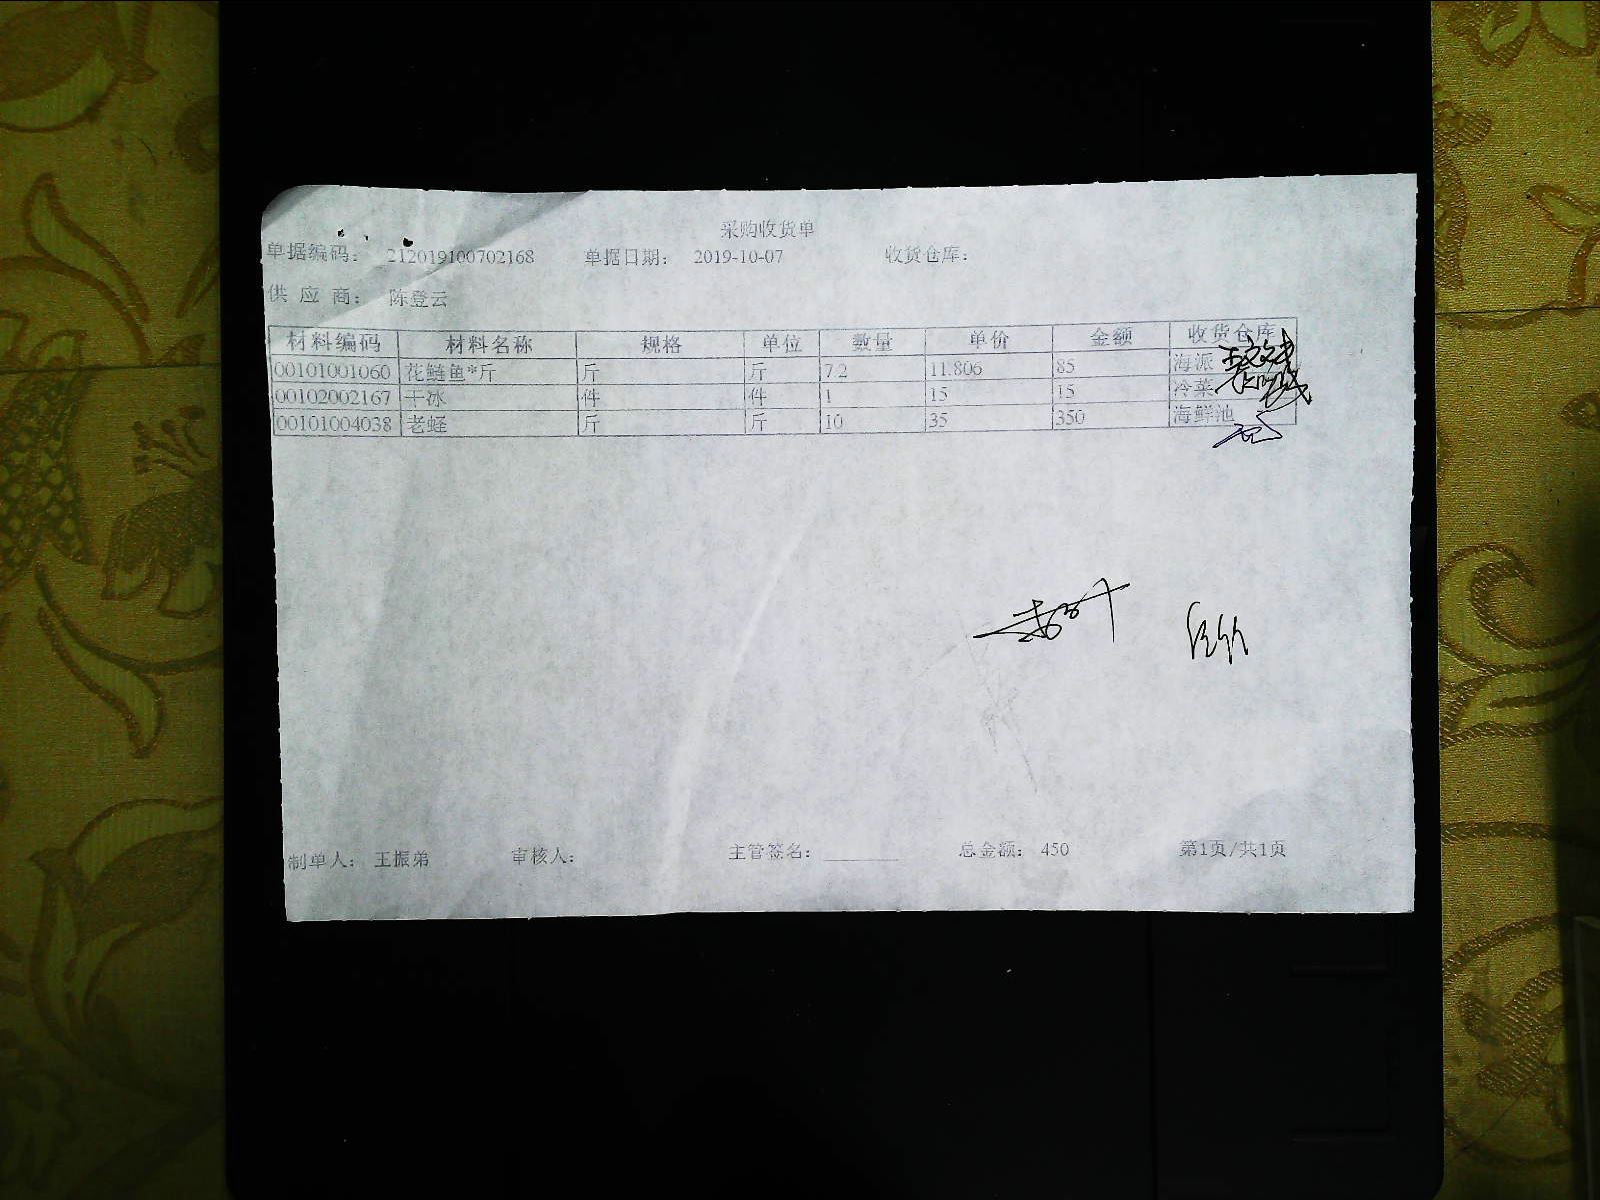 采购收货单
单据编码： 212019100702168 单据日期： 2019-10-07 收货仓库：
供 应 商： 陈登云
材料编码 材料名称 规格 单位 数量 单价 金额 收货仓库
00101001060 花鲢鱼*斤 斤 斤 7.2 11.806 85 海派
00102002167 干冰 件 件 1 15 15 冷菜
00101004038 老蛏 斤 斤 10 35 350 海鲜池
制单人： 王振弟 审核人： 主管签名： ________ 总金额： 450 第1页/共1页